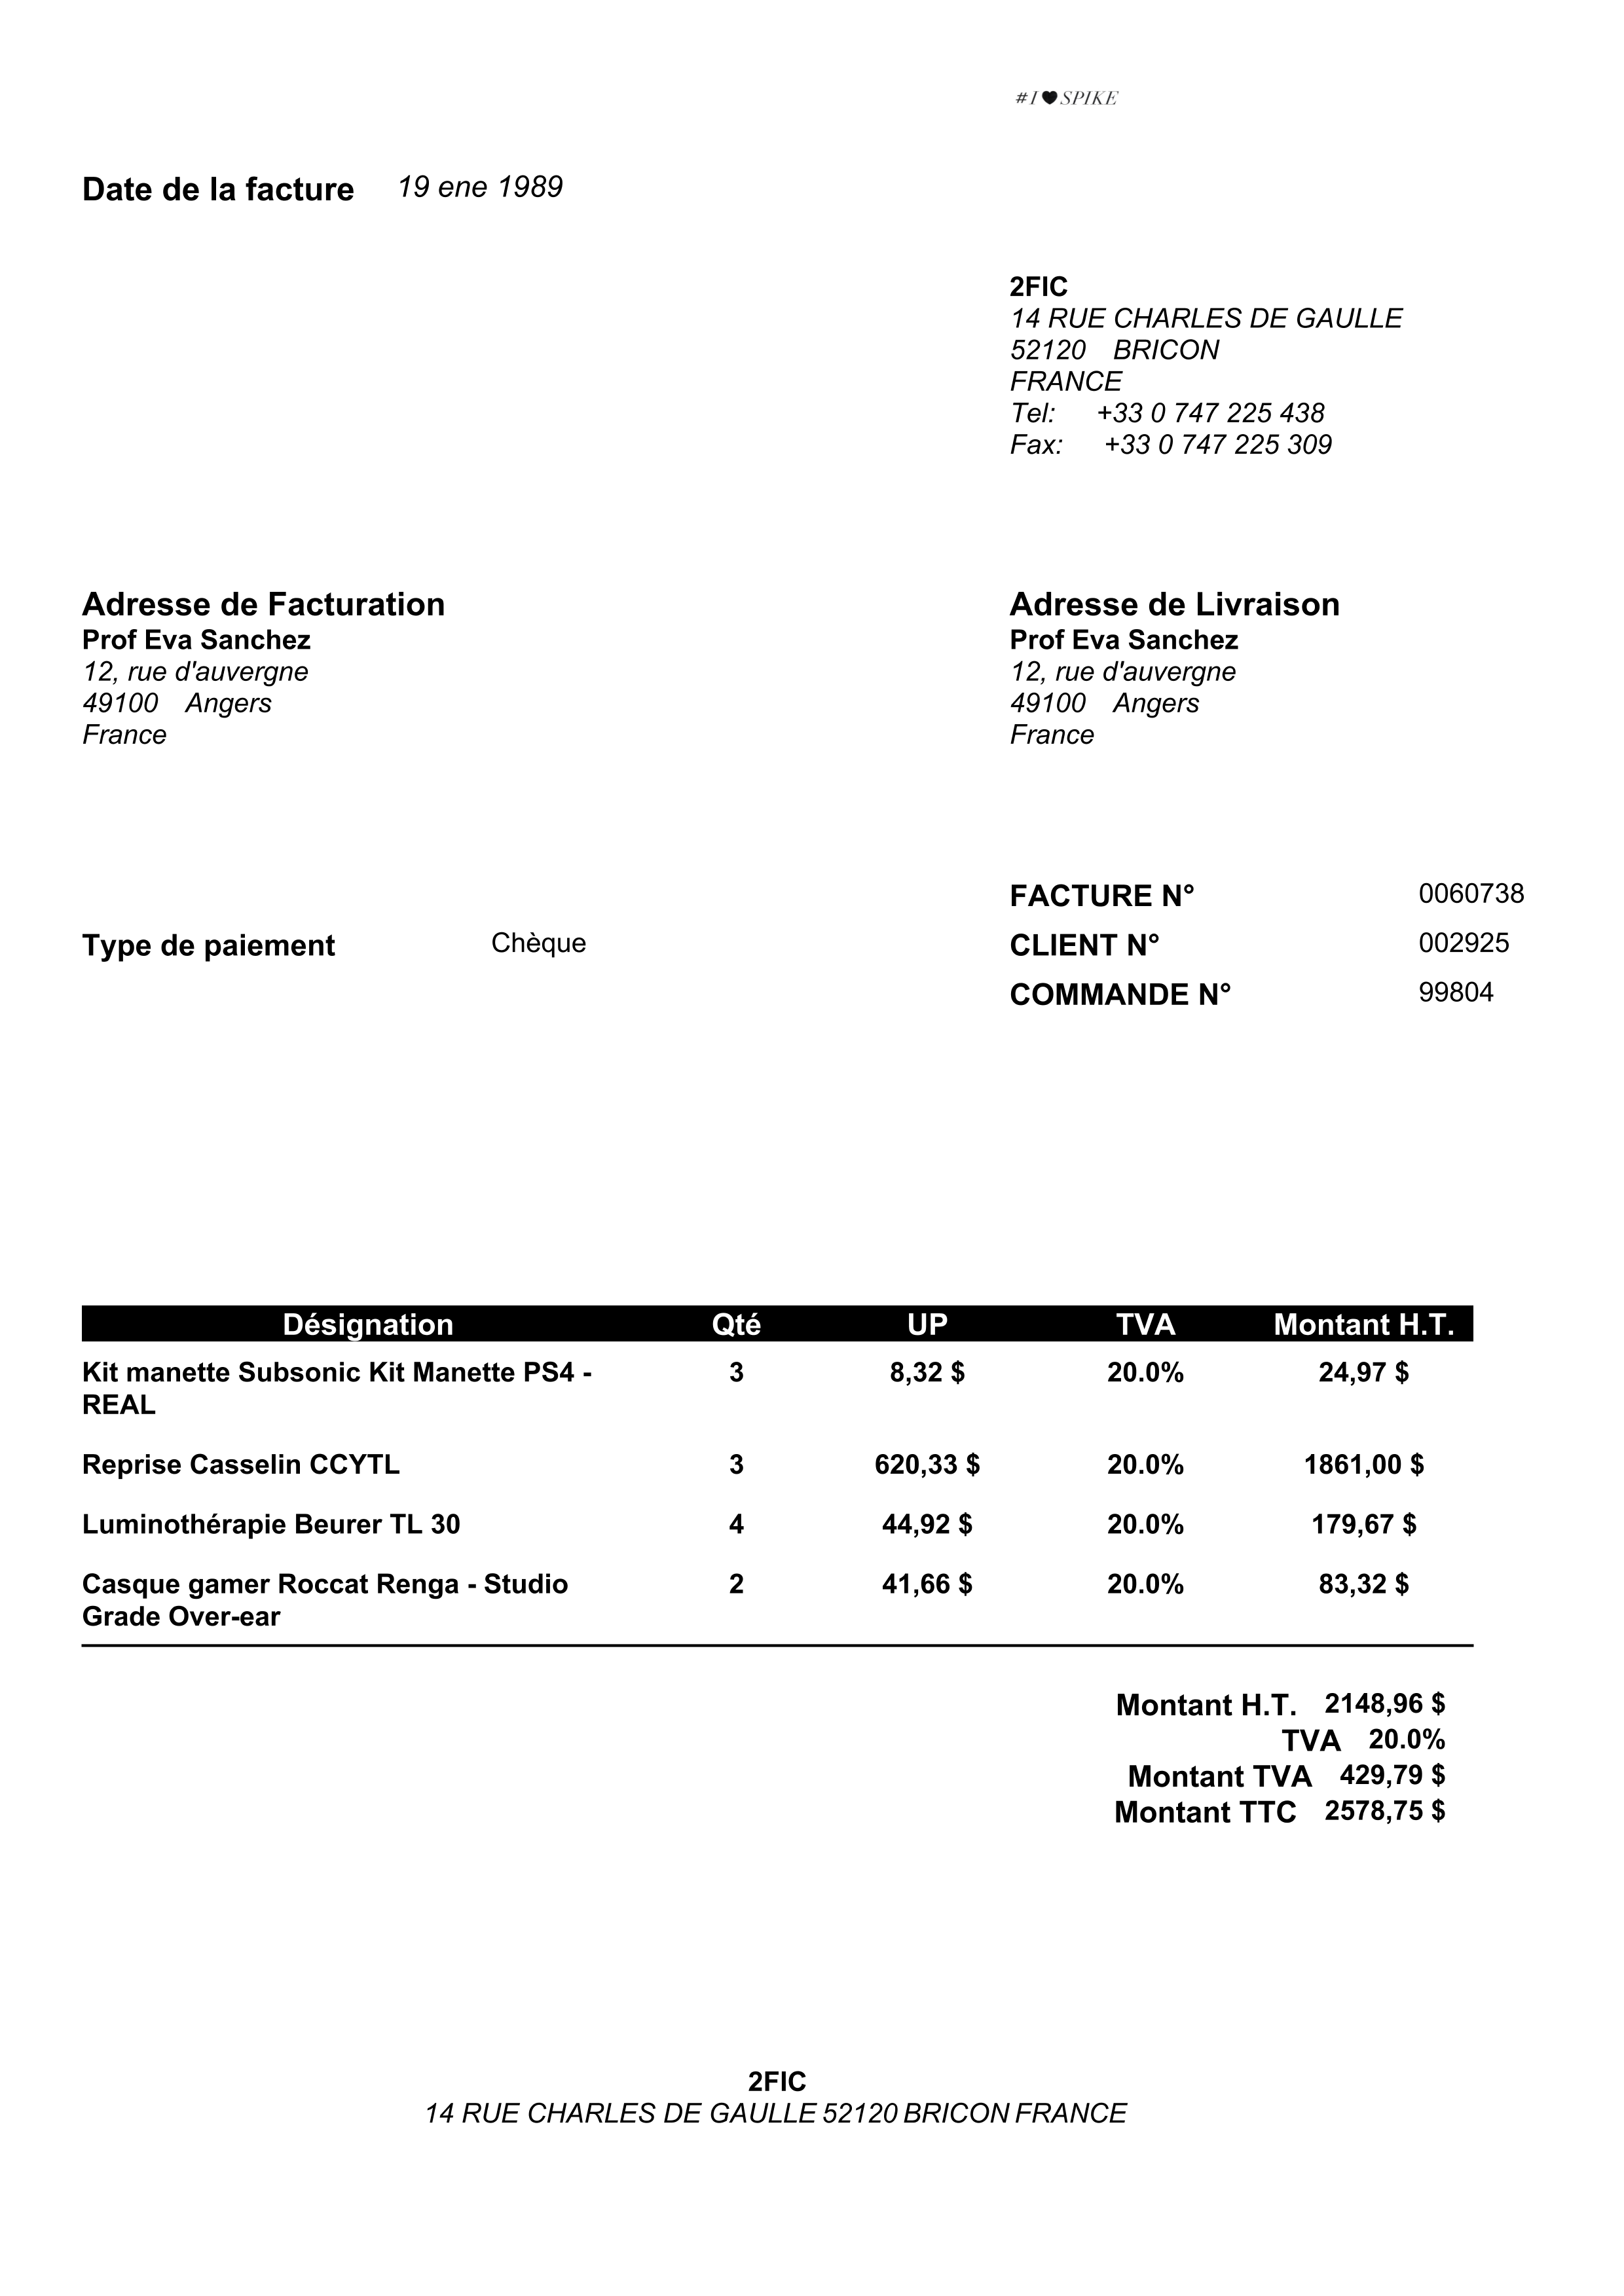 #I♥SPIKE
Date de la facture 19 ene 1989
2FIC
14 RUE CHARLES DE GAULLE
52120 BRICON
FRANCE
Tel: +33 0 747 225 438
Fax: +33 0 747 225 309
Adresse de Facturation
Prof Eva Sanchez
12, rue d'auvergne
49100 Angers
France
Adresse de Livraison
Prof Eva Sanchez
12, rue d'auvergne
49100 Angers
France
Type de paiement Chèque
FACTURE N° 0060738
CLIENT N° 002925
COMMANDE N° 99804
Désignation Qté UP TVA Montant H.T.
Kit manette Subsonic Kit Manette PS4 - 3 8,32 $ 20.0% 24,97 $
REAL
Reprise Casselin CCYTL 3 620,33 $ 20.0% 1861,00 $
Luminothérapie Beurer TL 30 4 44,92 $ 20.0% 179,67 $
Casque gamer Roccat Renga - Studio 2 41,66 $ 20.0% 83,32 $
Grade Over-ear
Montant H.T. 2148,96 $
TVA 20.0%
Montant TVA 429,79 $
Montant TTC 2578,75 $
2FIC
14 RUE CHARLES DE GAULLE 52120 BRICON FRANCE